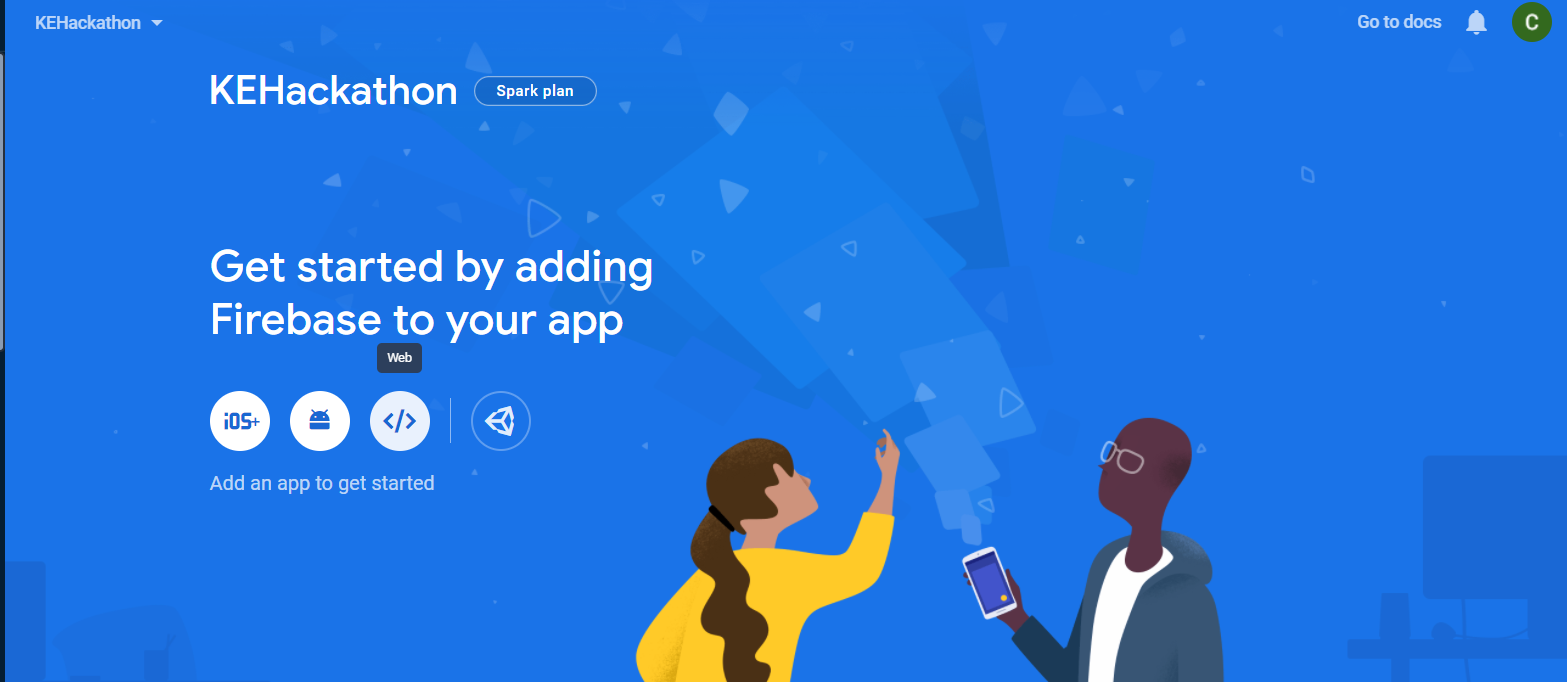 KEHackathon
Go to docs
C
KEHackathon
Spark plan
Get started by adding
Firebase to your app
Web
iOS+
</>
Add an app to get started